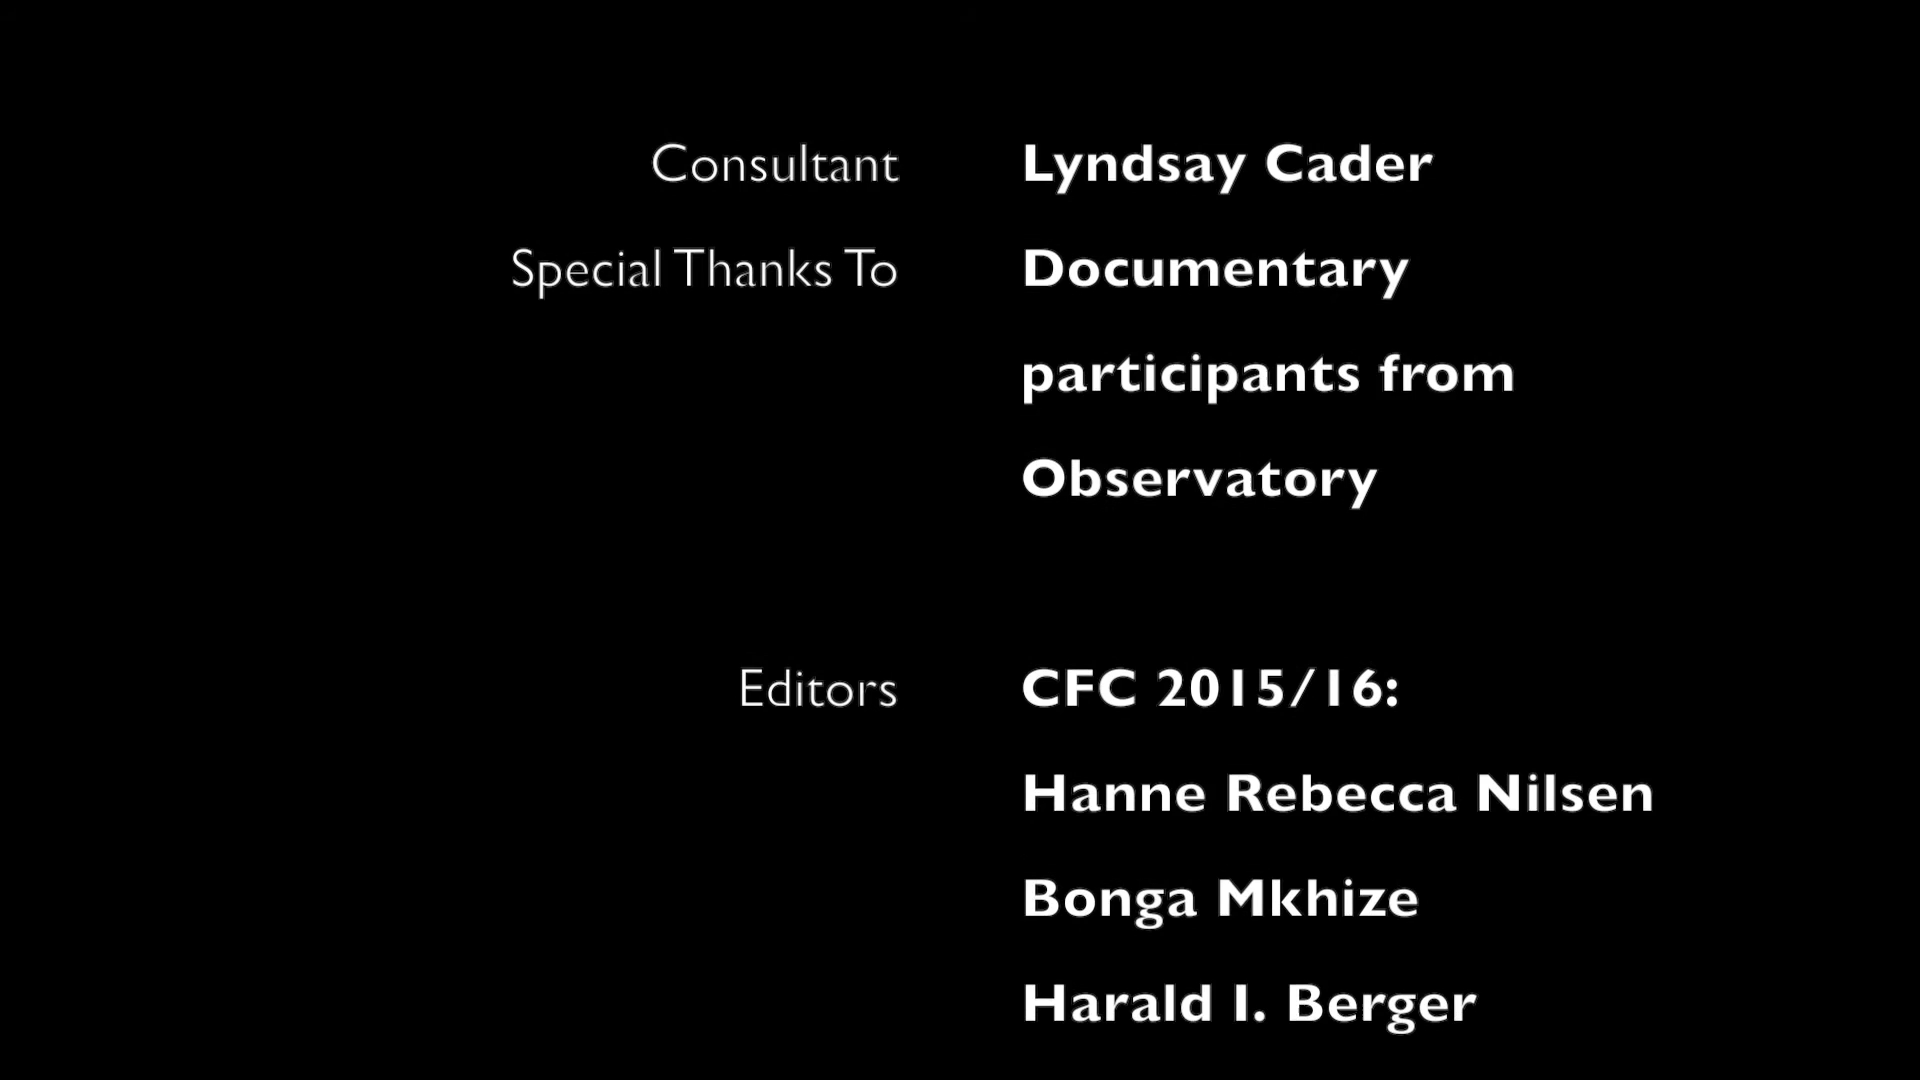 Consultant Lyndsay Cader
Special Thanks To Documentary
participants from
Observatory
Editors CFC 2015/16:
Hanne Rebecca Nilsen
Bonga Mkhize
Harald I. Berger